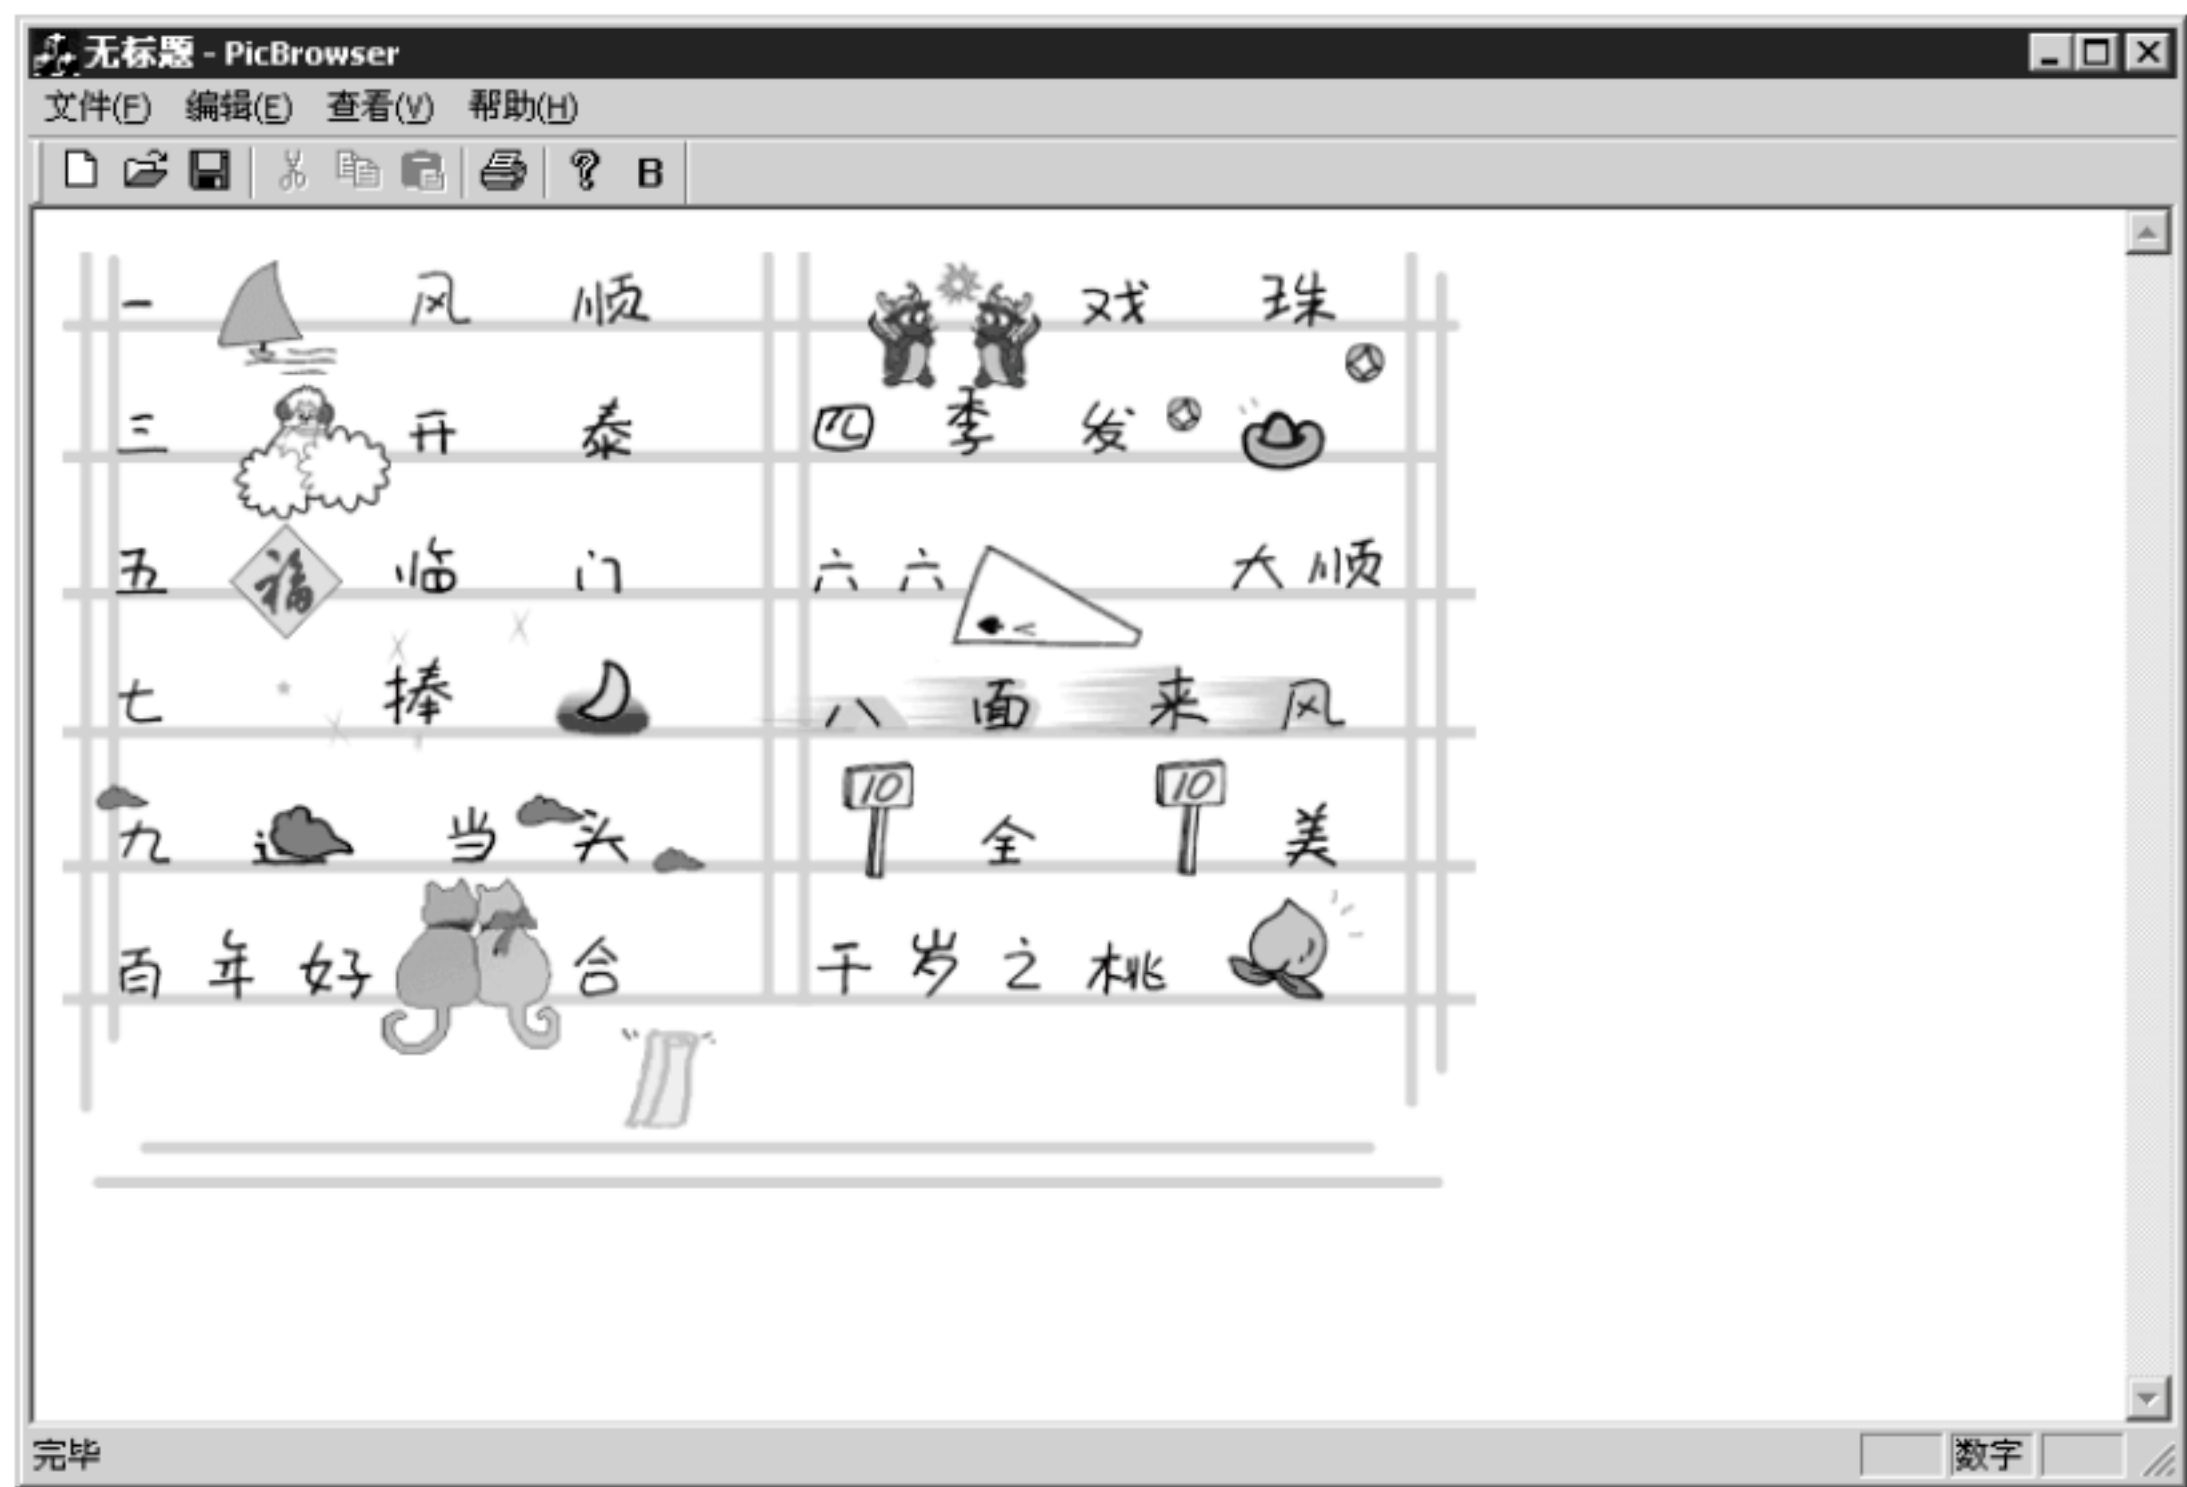 无标题 - PicBrowser
文件(F) 编辑(E) 查看(V) 帮助(H)
B
一 风 顺 戏 珠
三 开 泰 四 季 发
五 福 临 门 六 六 大 顺
七 捧 八 面 来 风
九 当 头 10 全 10 美
百 年 好 合 千 岁 之 桃
完毕 数字